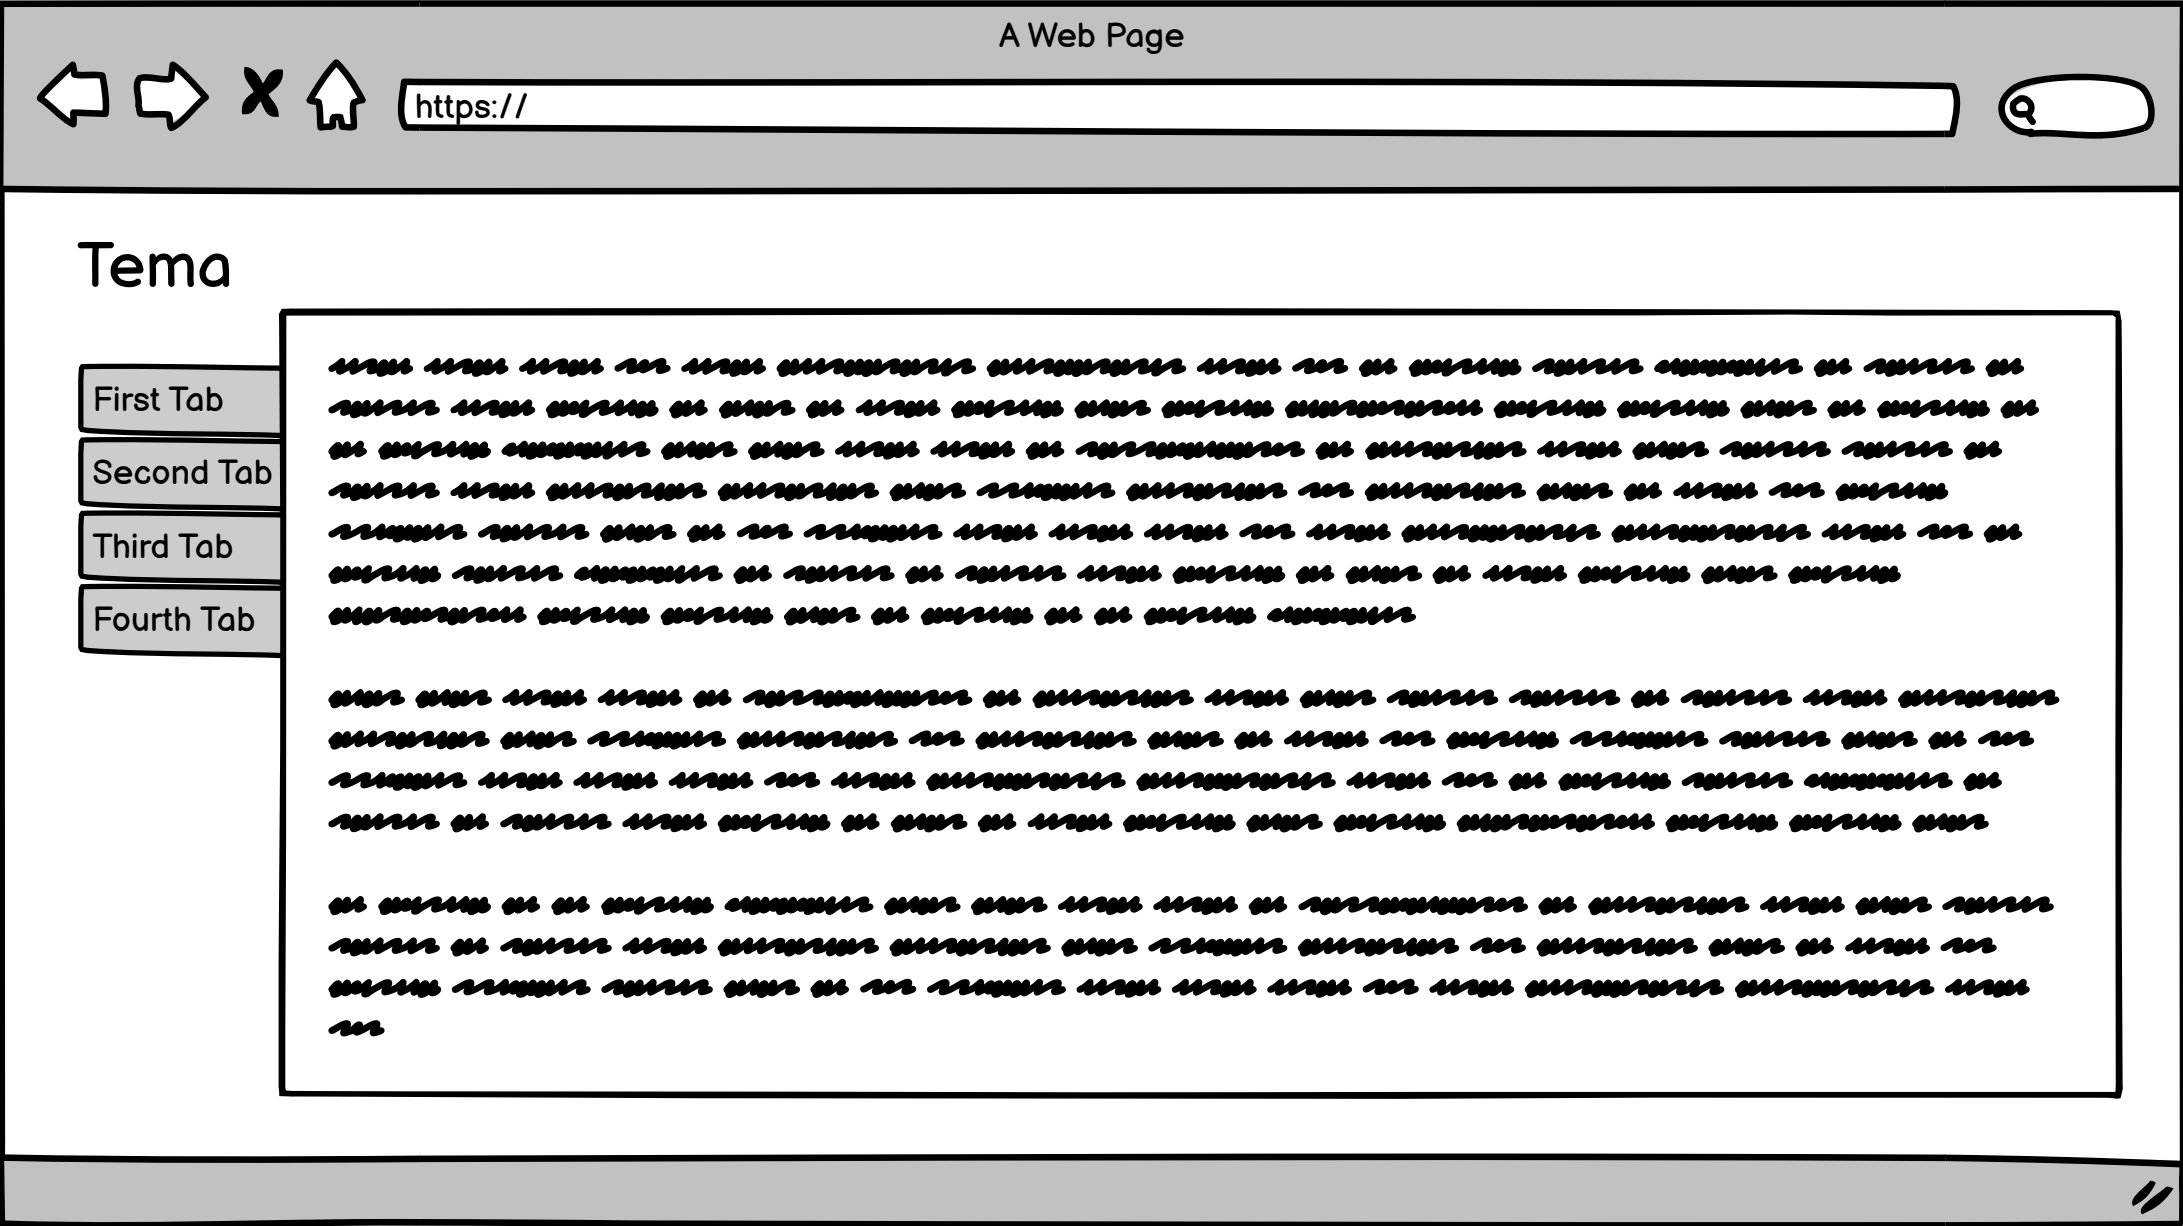 A Web Page
https://
Tema
First Tab
Second Tab
Third Tab
Fourth Tab